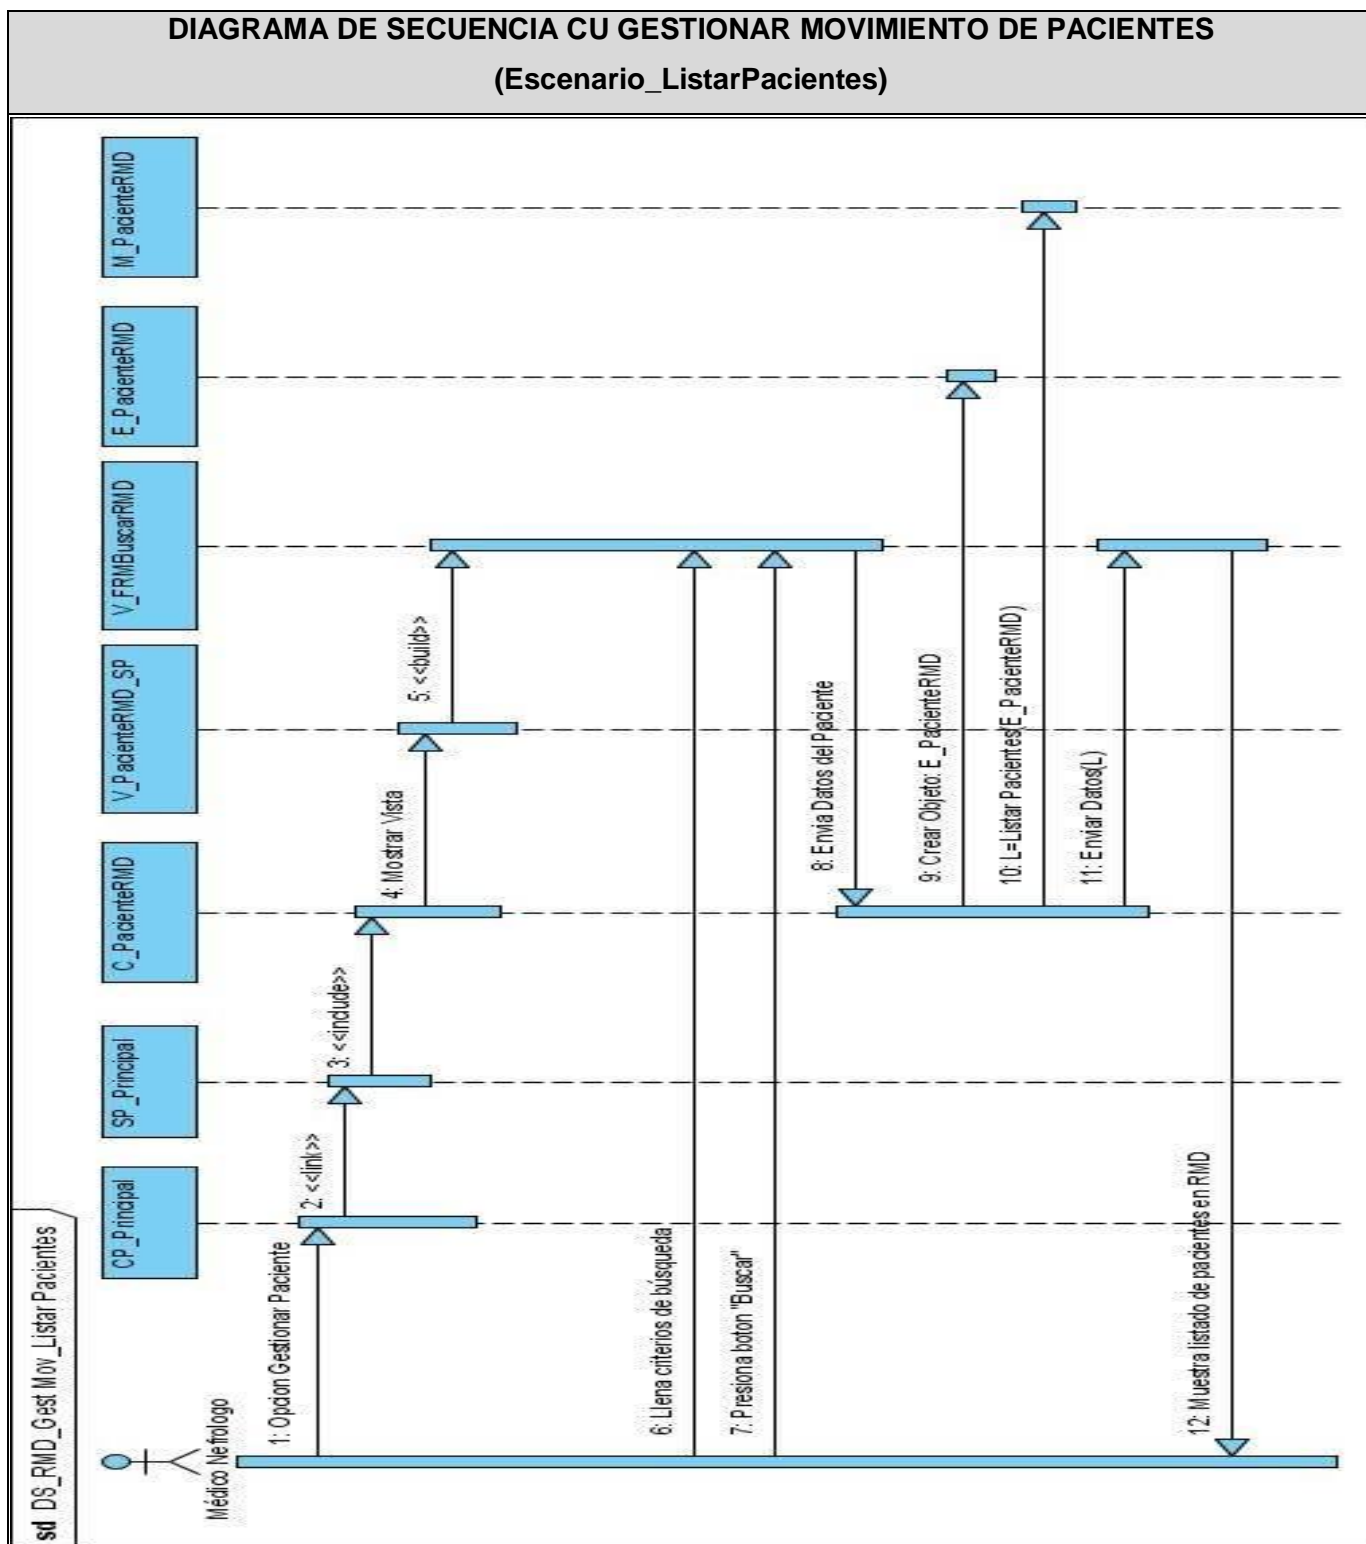 DIAGRAMA DE SECUENCIA CU GESTIONAR MOVIMIENTO DE PACIENTES
(Escenario_ListarPacientes)
sd DS_RMD_Gest Mov_Listar Pacientes
Médico Nefrologo
CP_Principal
SP_Principal
C_PacienteRMD
V_PacienteRMD_SP
V_FRMBuscarRMD
E_PacienteRMD
M_PacienteRMD
1: Opcion Gestionar Paciente
2: <<link>>
3: <<include>>
4: Mostrar Vista
5: <<build>>
6: Llena criterios de búsqueda
7: Presiona boton "Buscar"
8: Envia Datos del Paciente
9: Crear Objeto: E_PacienteRMD
10: L=Listar Pacientes(E_PacienteRMD)
11: Enviar Datos(L)
12: Muestra listado de pacientes en RMD